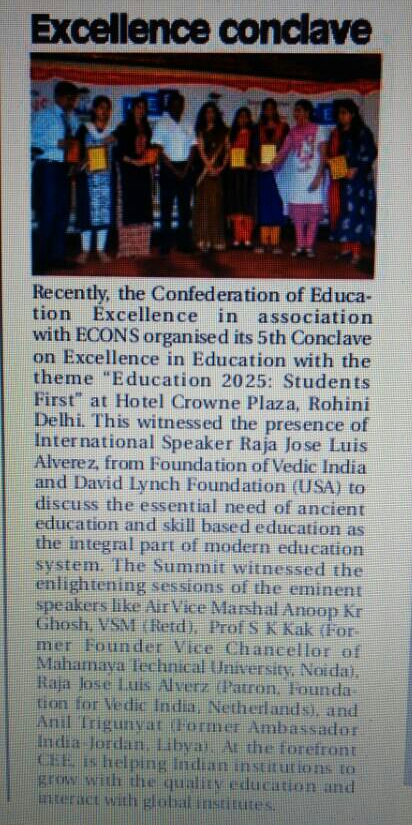 Excellence conclave
Recently, the Confederation of Educa-
tion Excellence in association
with ECONS organised its 5th Conclave
on Excellence in Education with the
theme "Education 2025: Students
First" at Hotel Crowne Plaza, Rohini
Delhi. This witnessed the presence of
International Speaker Raja Jose Luis
Alverez, from Foundation of Vedic India
and David Lynch Foundation (USA) to
discuss the essential need of ancient
education and skill based education as
the integral part of modern education
system. The Summit witnessed the
enlightening sessions of the eminent
speakers like Air Vice Marshal Anoop Kr
Ghosh, VSM (Retd), Prof S K Kak (For-
mer Founder Vice Chancellor of
Mahamaya Technical University, Noida),
Raja Jose Luis Alverz (Patron, Founda-
tion for Vedic India, Netherlands), and
Anil Trigunyat (Former Ambassador
India-Jordan, Libya). At the forefront
CEE, is helping Indian institutions to
grow with the quality education and
interact with global institutes.